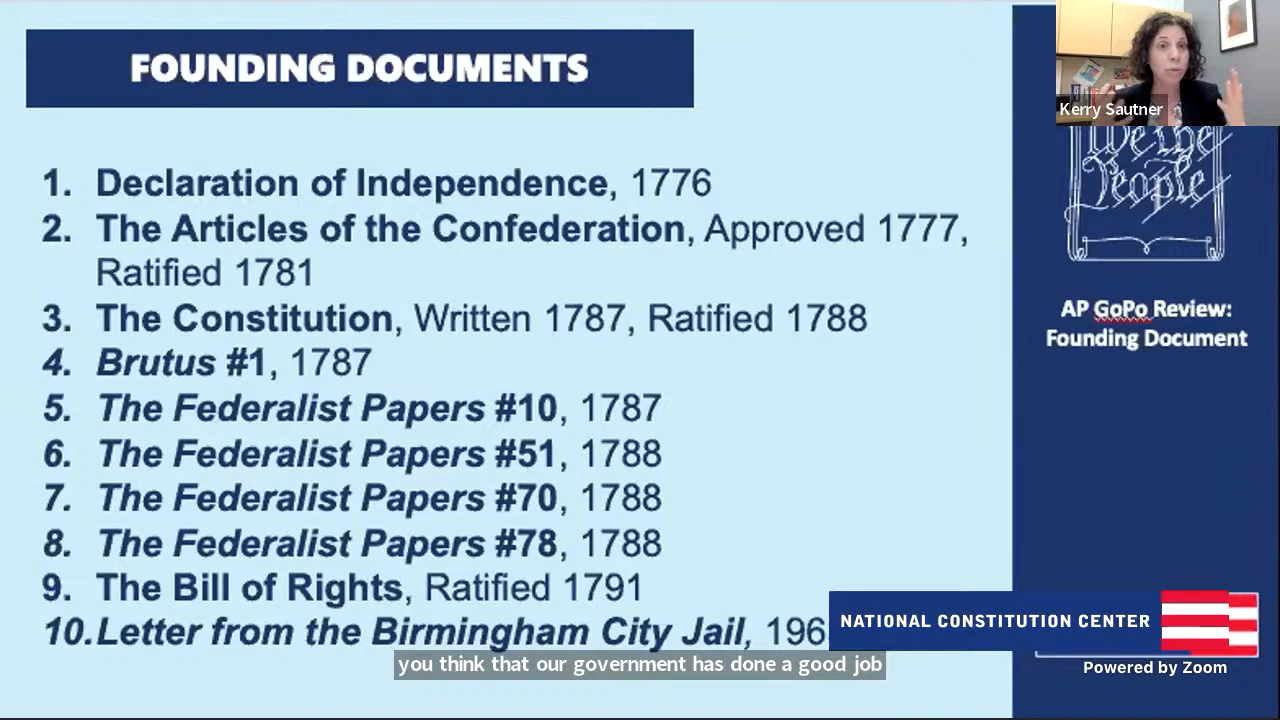 FOUNDING DOCUMENTS
1. Declaration of Independence, 1776
2. The Articles of the Confederation, Approved 1777,
Ratified 1781
3. The Constitution, Written 1787, Ratified 1788
4. Brutus #1, 1787
5. The Federalist Papers #10, 1787
6. The Federalist Papers #51, 1788
7. The Federalist Papers #70, 1788
8. The Federalist Papers #78, 1788
9. The Bill of Rights, Ratified 1791
10. Letter from the Birmingham City Jail, 196
you think that our government has done a good job
Kerry Sautner
We the
People
AP GoPo Review:
Founding Document
NATIONAL CONSTITUTION CENTER
Powered by Zoom